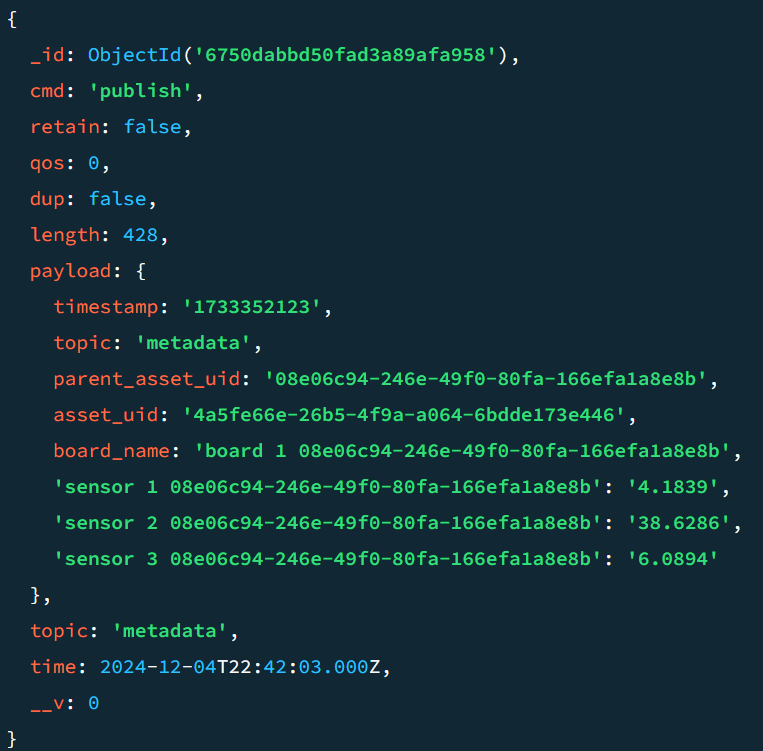 {
_id: ObjectId('6750dabbd50fad3a89afa958'),
cmd: 'publish',
retain: false,
qos: 0,
dup: false,
length: 428,
payload: {
timestamp: '1733352123',
topic: 'metadata',
parent_asset_uid: '08e06c94-246e-49f0-80fa-166efa1a8e8b',
asset_uid: '4a5fe66e-26b5-4f9a-a064-6bdde173e446',
board_name: 'board 1 08e06c94-246e-49f0-80fa-166efa1a8e8b',
'sensor 1 08e06c94-246e-49f0-80fa-166efa1a8e8b': '4.1839',
'sensor 2 08e06c94-246e-49f0-80fa-166efa1a8e8b': '38.6286',
'sensor 3 08e06c94-246e-49f0-80fa-166efa1a8e8b': '6.0894'
},
topic: 'metadata',
time: 2024-12-04T22:42:03.000Z,
__v: 0
}